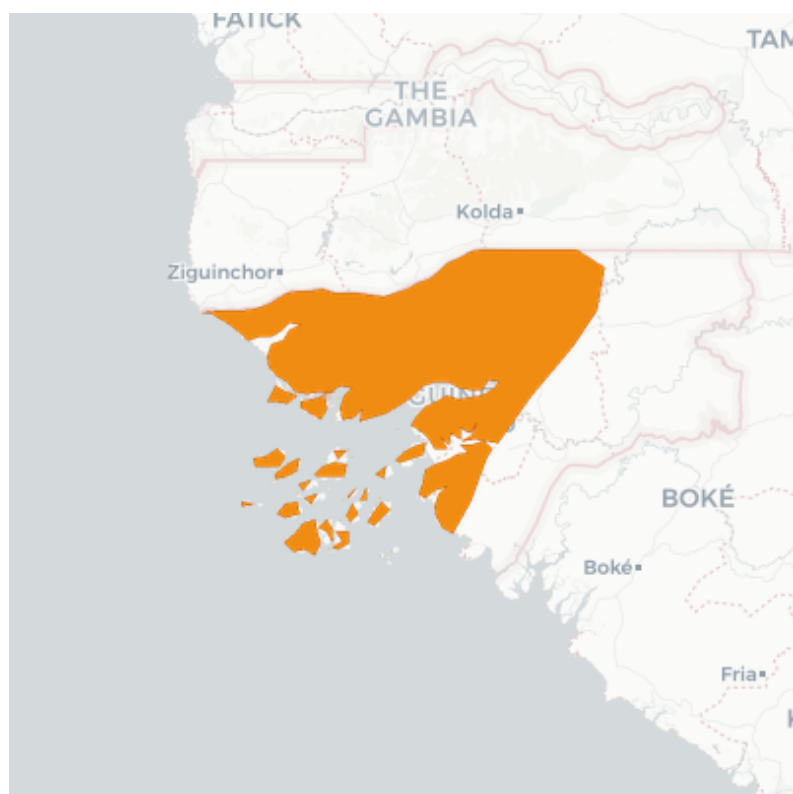 FATICK
TAM
THE
GAMBIA
Kolda
Ziguinchor
BOKÉ
Boké
Fria